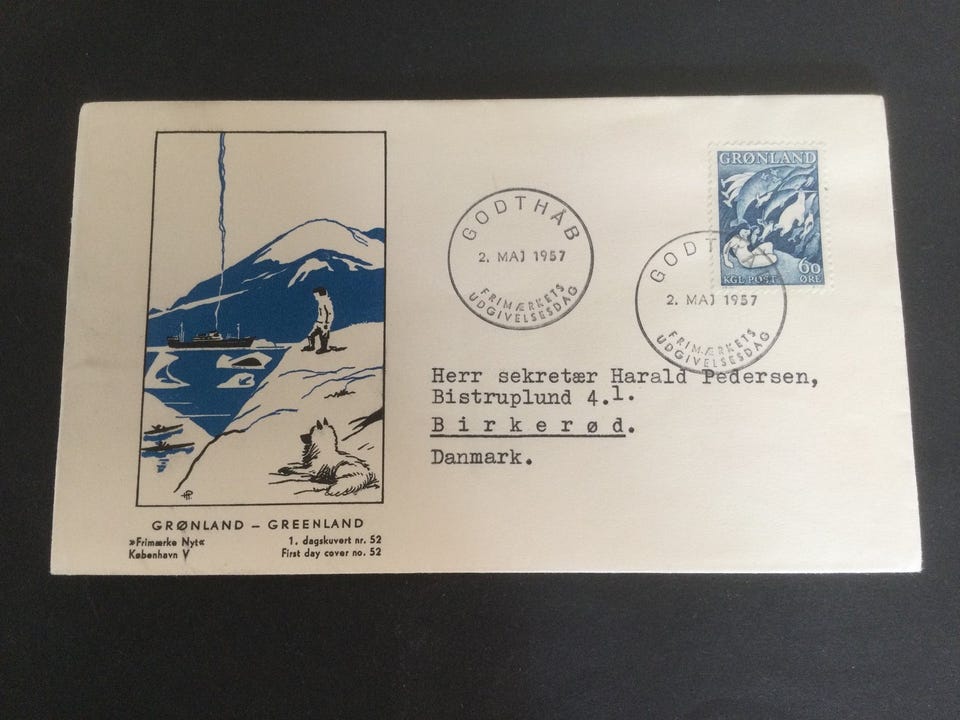 GRØNLAND
KGL POST
60
ØRE
GODTHÅB
2. MAJ 1957
FRIMÆRKETS
UDGIVELSESDAG
GODT
2. MAJ 1957
FRIMÆRKETS
UDGIVELSESDAG
Herr sekretær Harald Pedersen,
Bistruplund 4.1.
Birkerød.
Danmark.
GRØNLAND – GREENLAND
»Frimærke Nyt« 1. dagskuvert nr. 52
København V First day cover no. 52